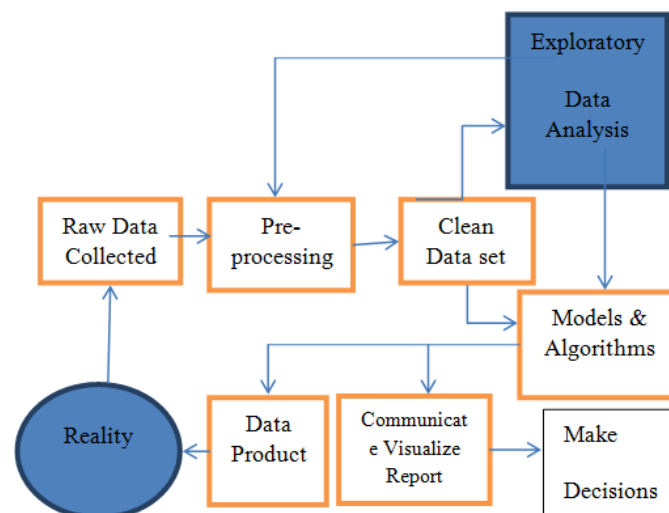 Exploratory
Data
Analysis
Raw Data
Collected
Pre-
processing
Clean
Data set
Models &
Algorithms
Reality
Data
Product
Communicat
e Visualize
Report
Make
Decisions